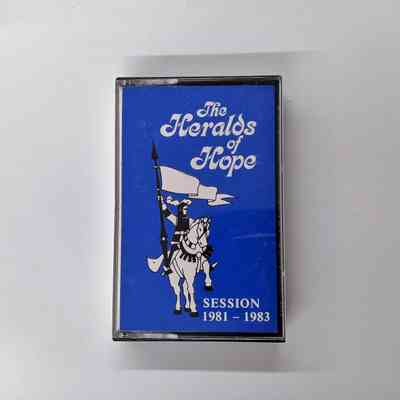 The
Heralds
of
Hope
SESSION
1981 – 1983